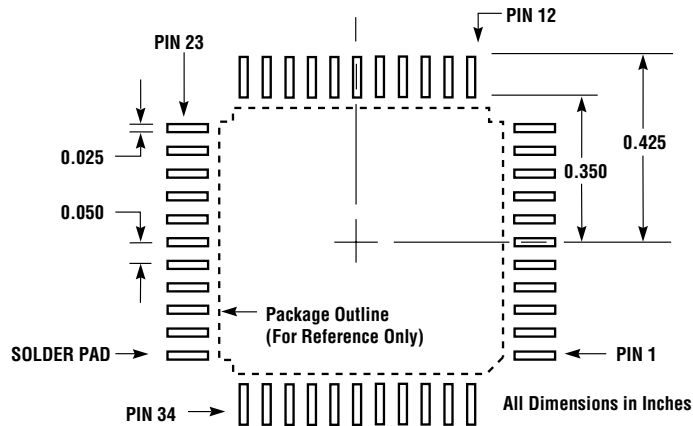 PIN 12
PIN 23
0.025
0.425
0.350
0.050
Package Outline
(For Reference Only)
SOLDER PAD
PIN 1
PIN 34
All Dimensions in Inches